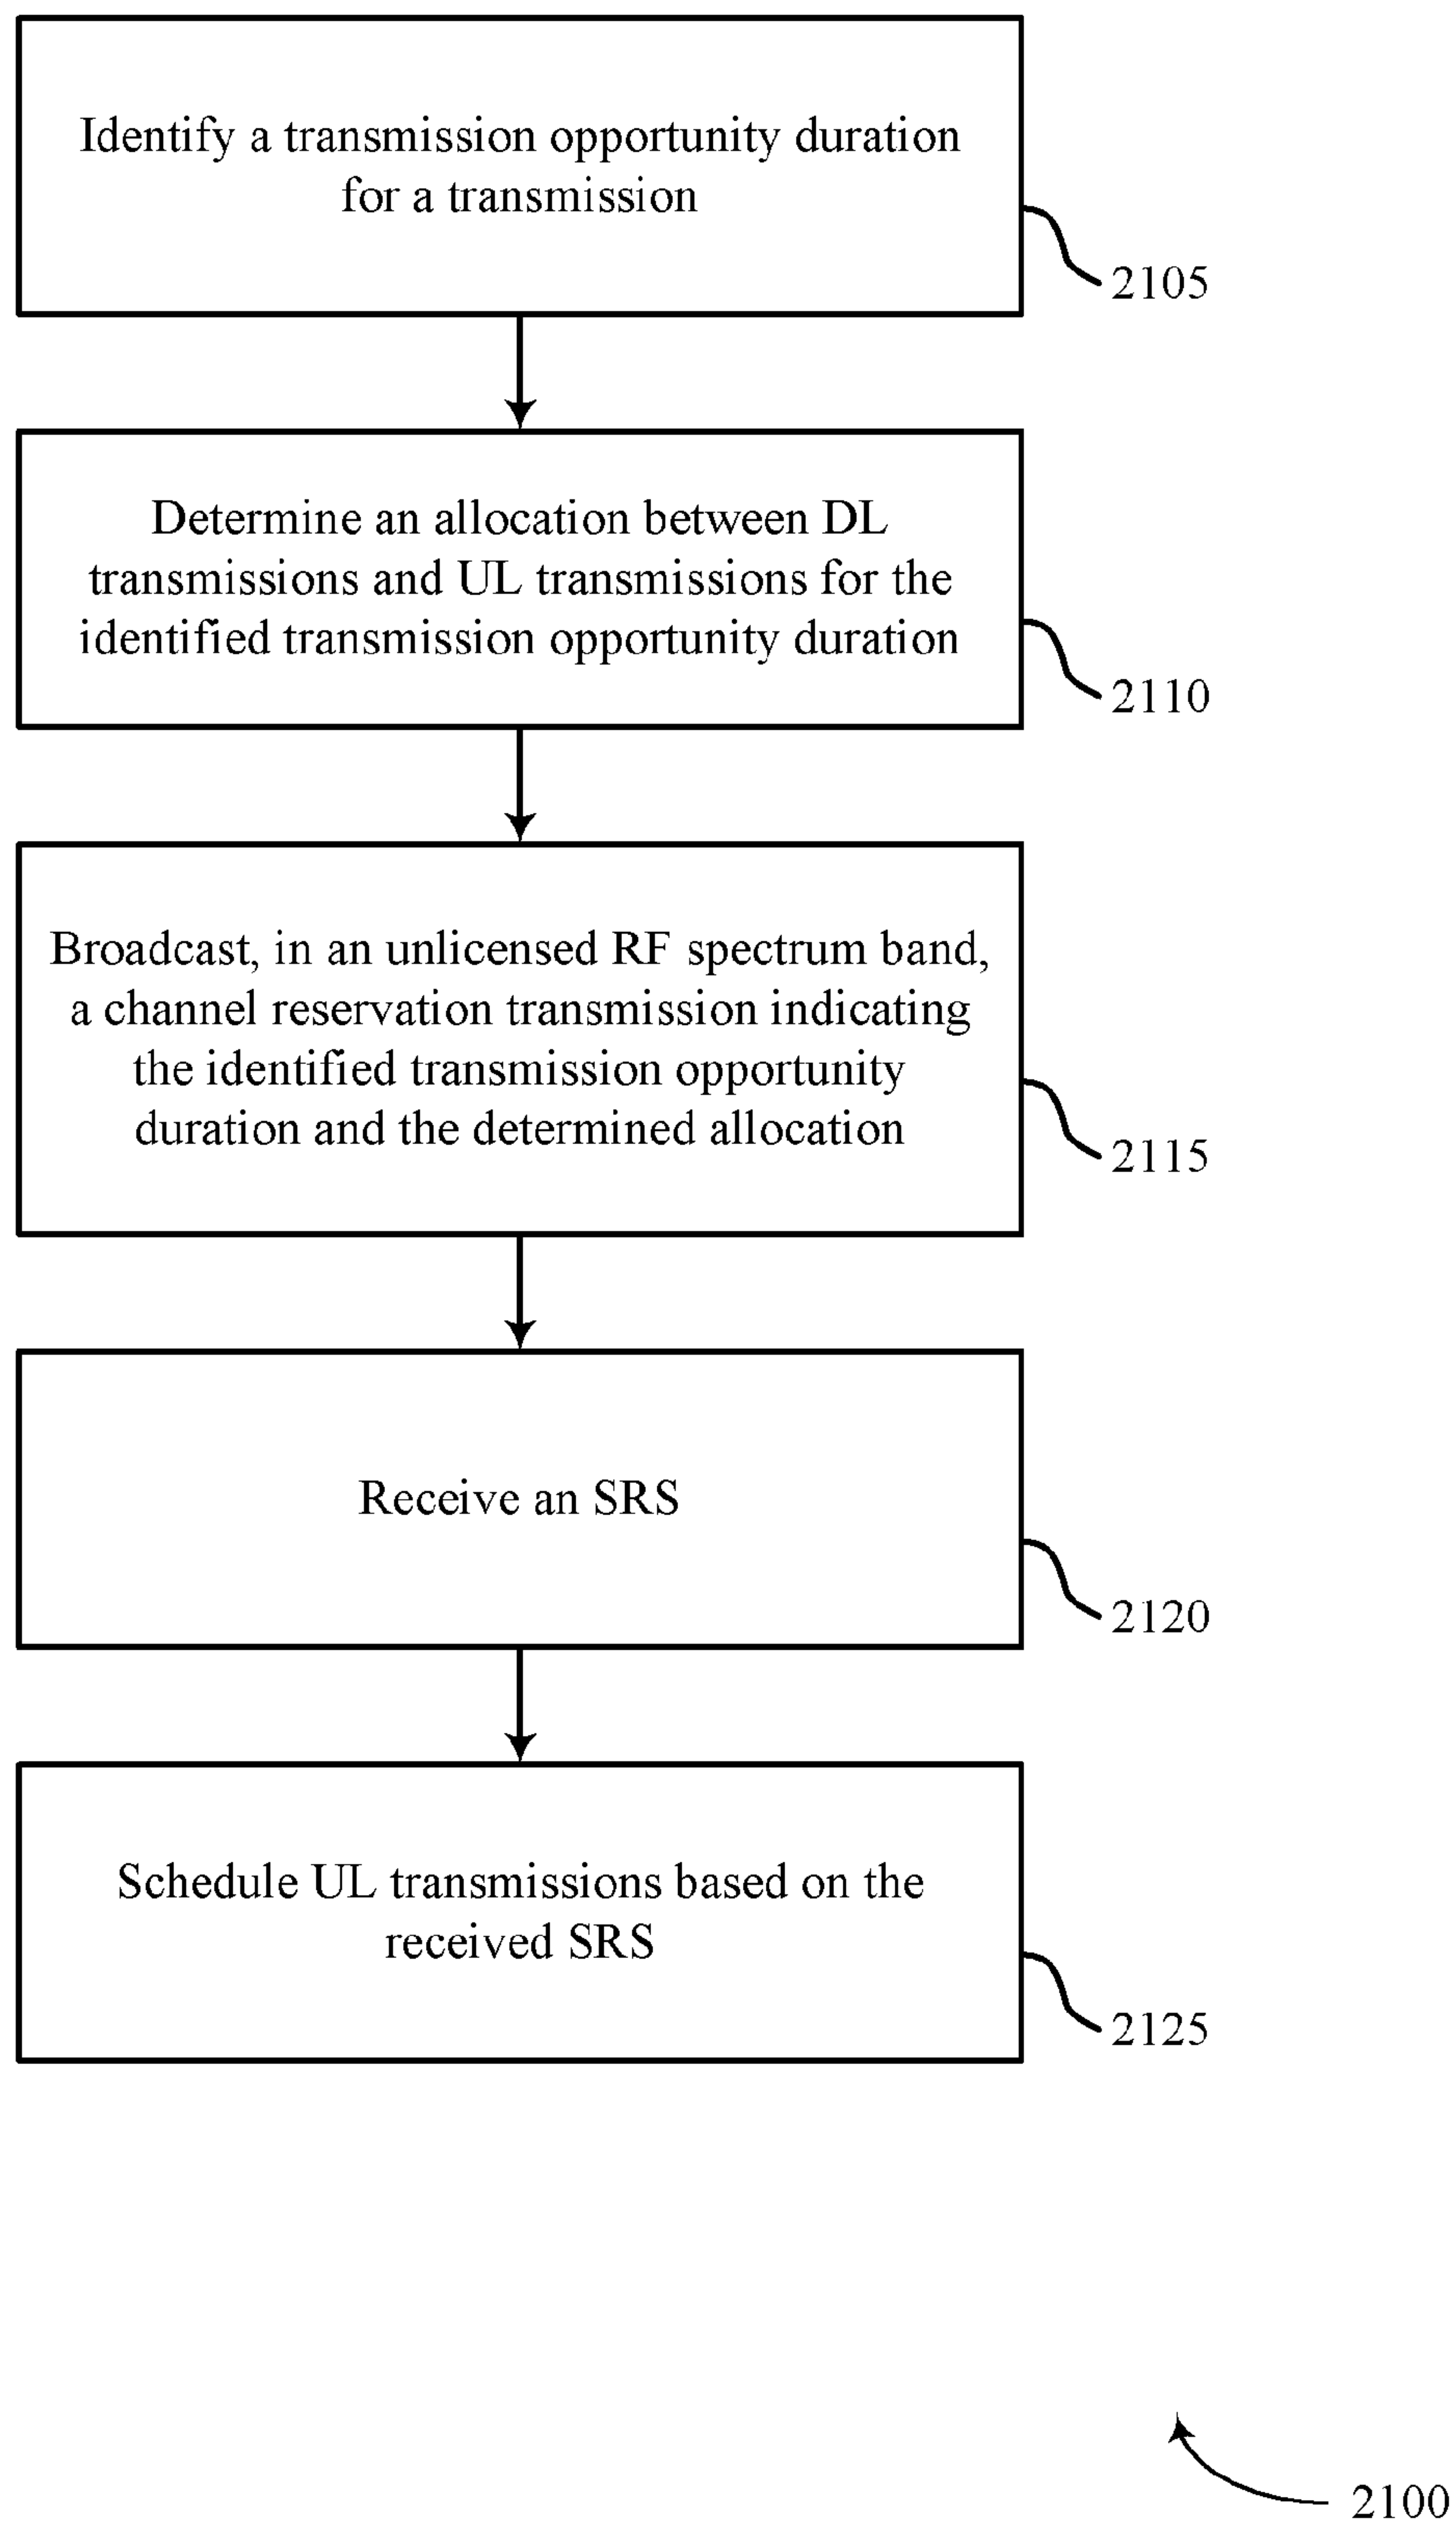 Identify a transmission opportunity duration
for a transmission
2105
Determine an allocation between DL
transmissions and UL transmissions for the
identified transmission opportunity duration
2110
Broadcast, in an unlicensed RF spectrum band,
a channel reservation transmission indicating
the identified transmission opportunity
duration and the determined allocation
2115
Receive an SRS
2120
Schedule UL transmissions based on the
received SRS
2125
2100